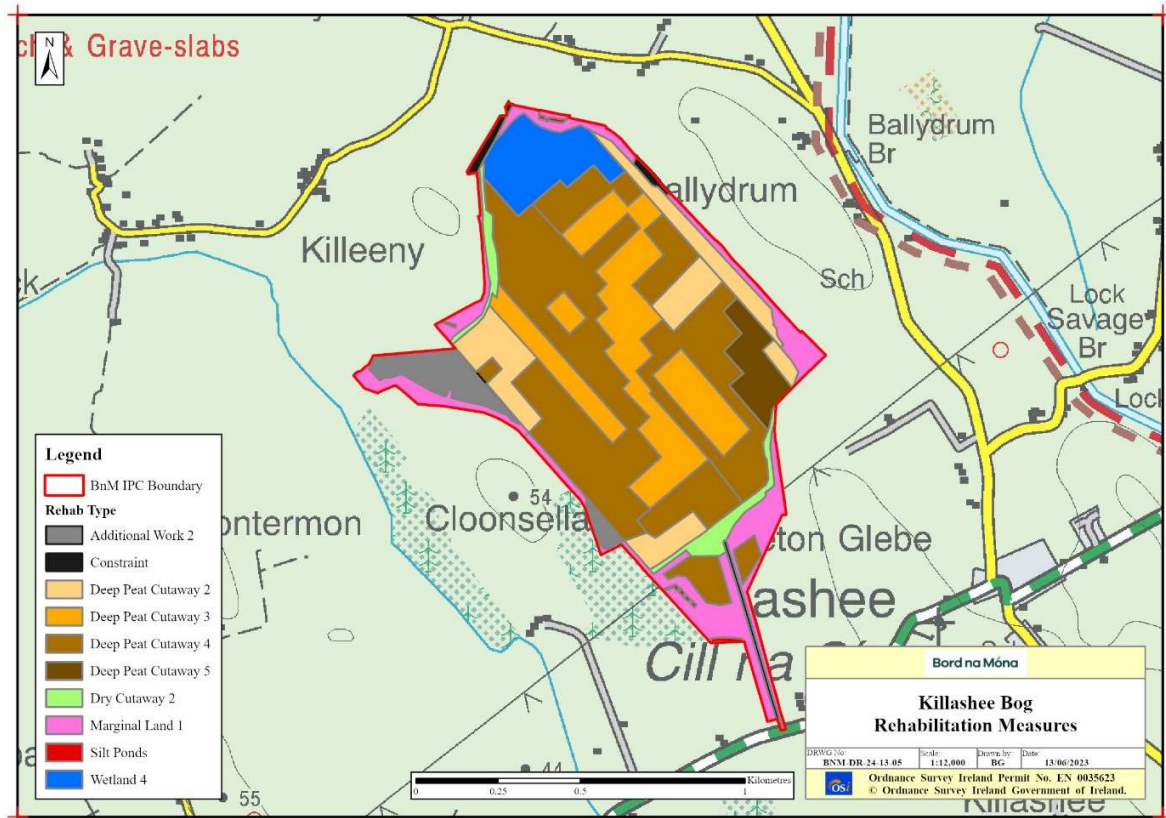 & Grave-slabs
N
Ballydrum
Br
allydrum
Killeeny
Sch
Lock
Savage
Br
Lock
54
ontermon
Cloonsella
eton Glebe
ashee
Cill na S
44
55
Killashee
Legend
BnM IPC Boundary
Rehab Type
Additional Work 2
Constraint
Deep Peat Cutaway 2
Deep Peat Cutaway 3
Deep Peat Cutaway 4
Deep Peat Cutaway 5
Dry Cutaway 2
Marginal Land 1
Silt Ponds
Wetland 4
Kilometres
0 0.25 0.5 1
Bord na Móna
Killashee Bog
Rehabilitation Measures
DRWG No: Scale: Drawn by: Date:
BNM-DR-24-13-05 1:12,000 BG 13/06/2023
OSi
Ordnance Survey Ireland Permit No. EN 0035623
© Ordnance Survey Ireland Government of Ireland.